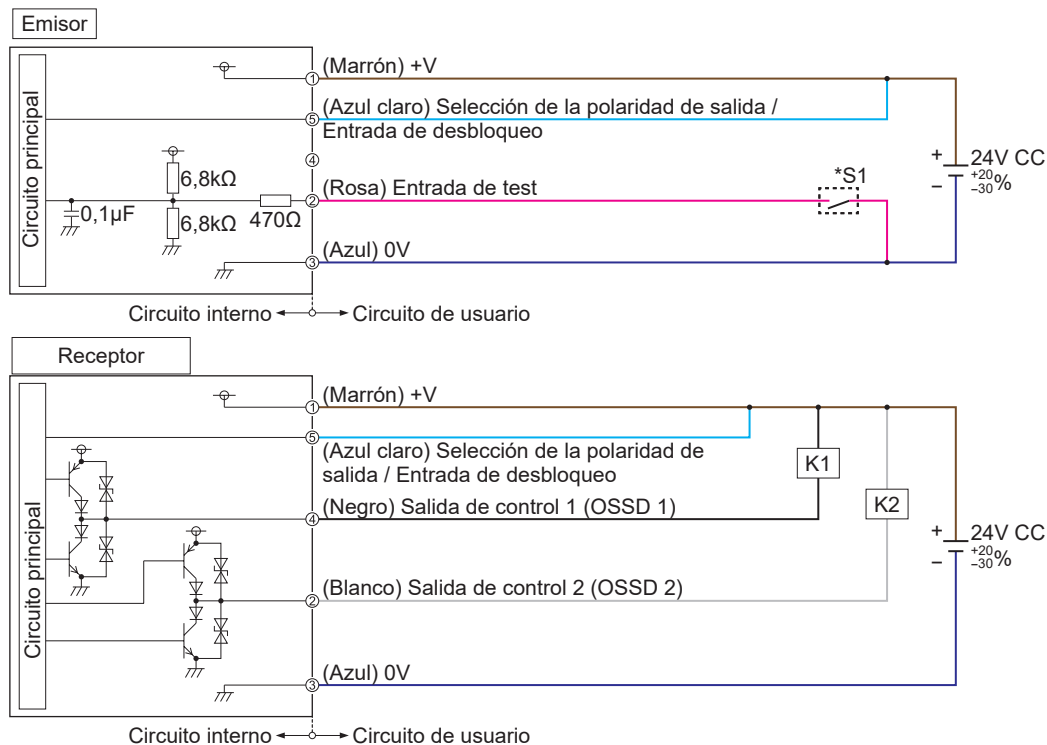 Emisor
Circuito principal
① (Marrón) +V
⑤ (Azul claro) Selección de la polaridad de salida /
Entrada de desbloqueo
④
② (Rosa) Entrada de test
6,8kΩ
6,8kΩ
0,1μF
470Ω
*S1
③ (Azul) 0V
+ 24V CC
− +20
−30%
Circuito interno
Circuito de usuario
Receptor
Circuito principal
① (Marrón) +V
⑤
(Azul claro) Selección de la polaridad de
salida / Entrada de desbloqueo
K1
K2
④ (Negro) Salida de control 1 (OSSD 1)
② (Blanco) Salida de control 2 (OSSD 2)
③ (Azul) 0V
+ 24V CC
− +20
−30%
Circuito interno
Circuito de usuario